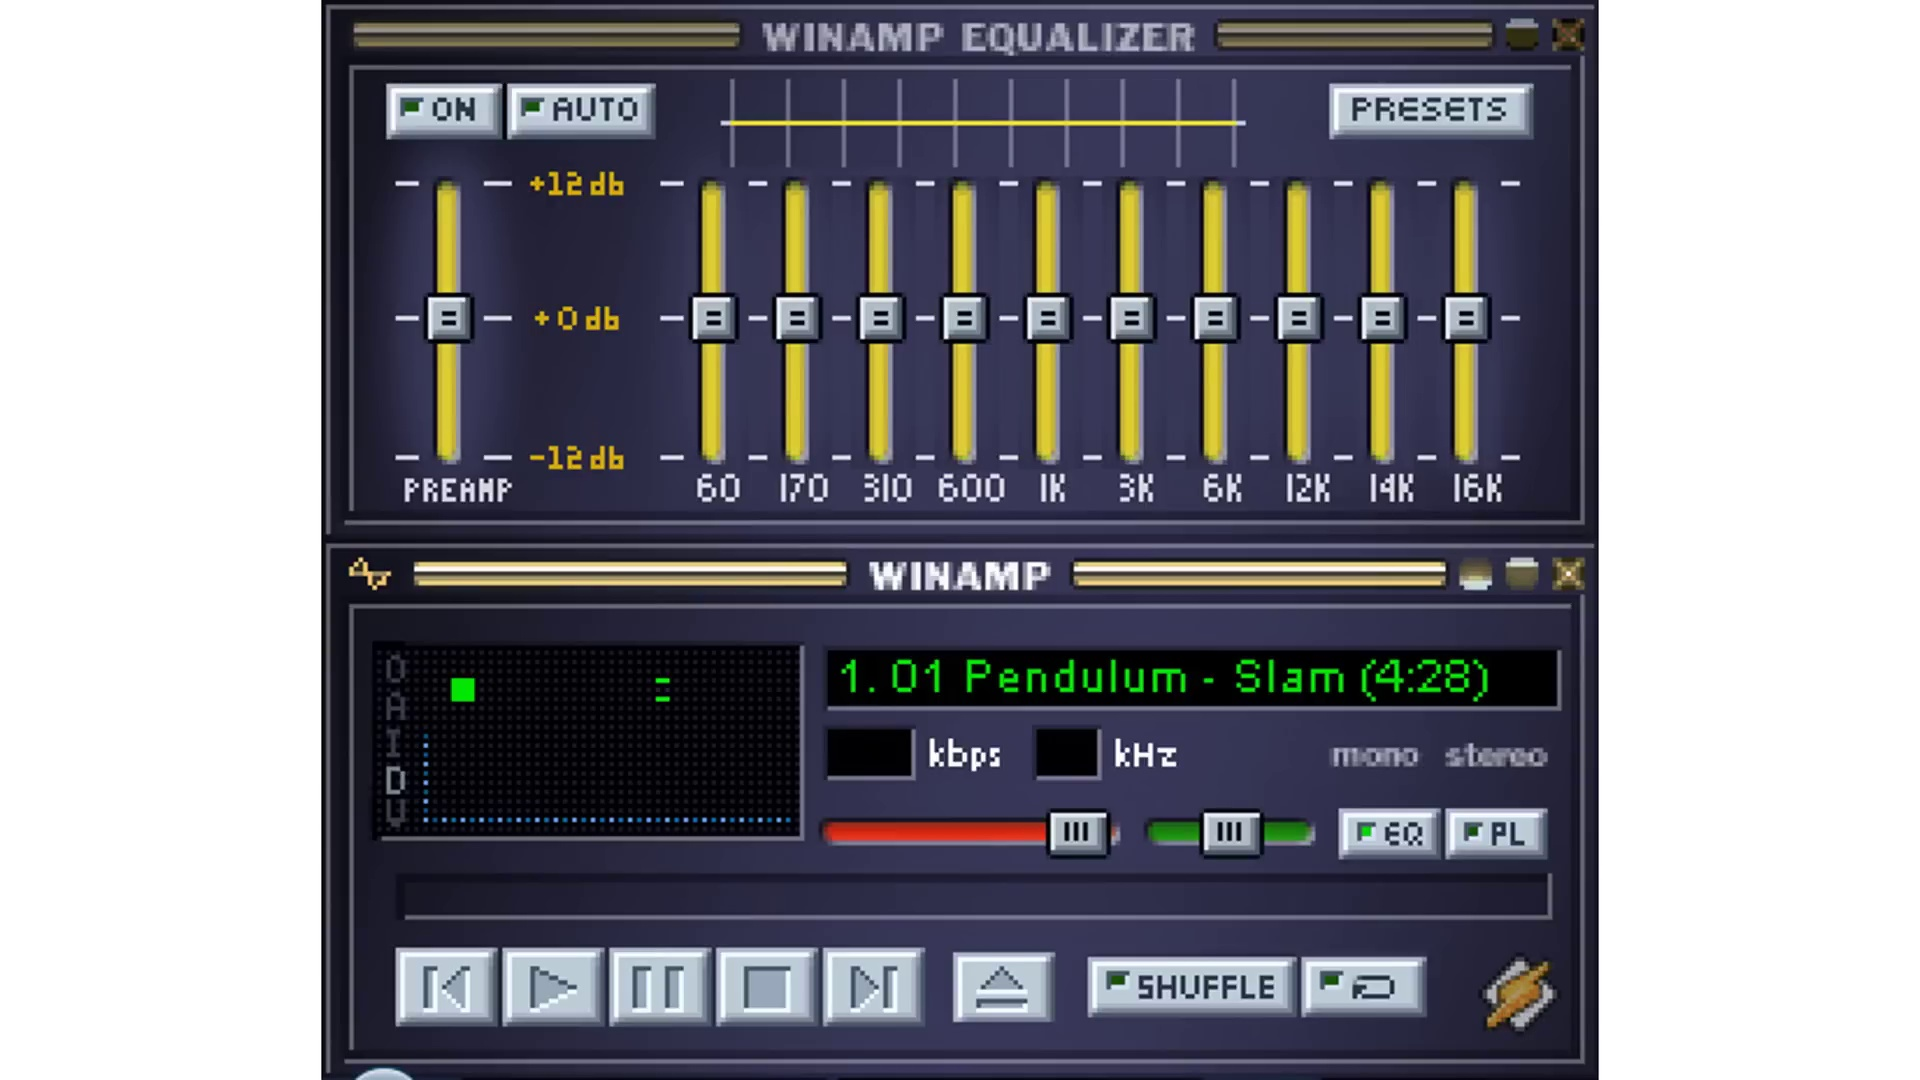 WINAMP EQUALIZER
ON AUTO PRESETS
+12 db
+0 db
-12 db
PREAMP 60 170 310 600 1K 3K 6K 12K 14K 16K
WINAMP
O
A
I
D
V
1. 01 Pendulum - Slam (4:28)
kbps kHz mono stereo
EQ PL
SHUFFLE